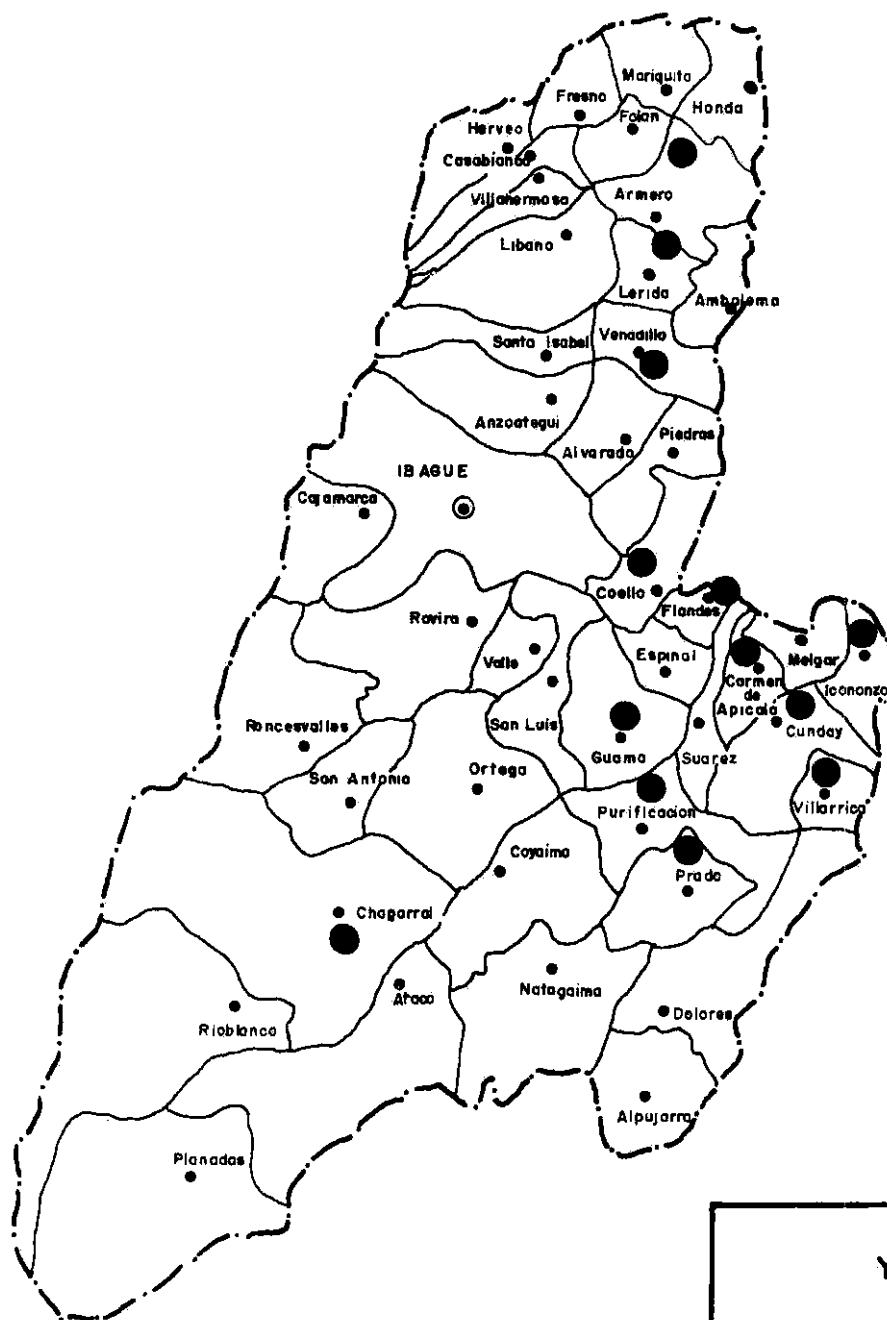 Mariquita
Fresno
Honda
Falan
Herveo
Casabianca
Villahermosa
Armero
Libano
Lerida
Ambalema
Santa Isabel
Venadillo
Anzoategui
Alvarado
Piedras
IBAGUE
Cajamarca
Coello
Flandes
Rovira
Valle
Espinal
Melgar
Carmen
de
Apicala
Icononzo
Roncesvalles
San Luis
Guamo
Suarez
Cunday
San Antonio
Ortega
Purificacion
Villarrica
Coyaima
Prado
Chaparral
Ataco
Natagaima
Rioblanco
Dolores
Alpujarra
Planadas
Y